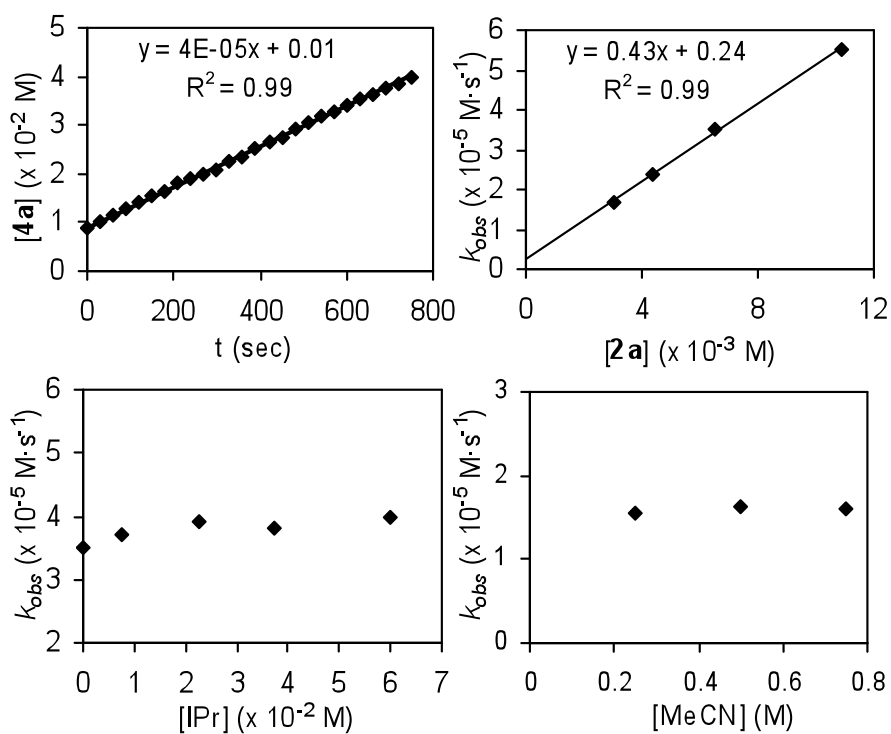 y = 4E-05x + 0.01
R² = 0.99
[4a] (x 10⁻² M)
5
4
3
2
1
0
0 200 400 600 800
t (sec)
y = 0.43x + 0.24
R² = 0.99
kobs (x 10⁻⁵ M·s⁻¹)
6
5
4
3
2
1
0
0 4 8 12
[2a] (x 10⁻³ M)
kobs (x 10⁻⁵ M·s⁻¹)
6
5
4
3
2
0 1 2 3 4 5 6 7
[IPr] (x 10⁻² M)
kobs (x 10⁻⁵ M·s⁻¹)
3
2
1
0
0 0.2 0.4 0.6 0.8
[MeCN] (M)